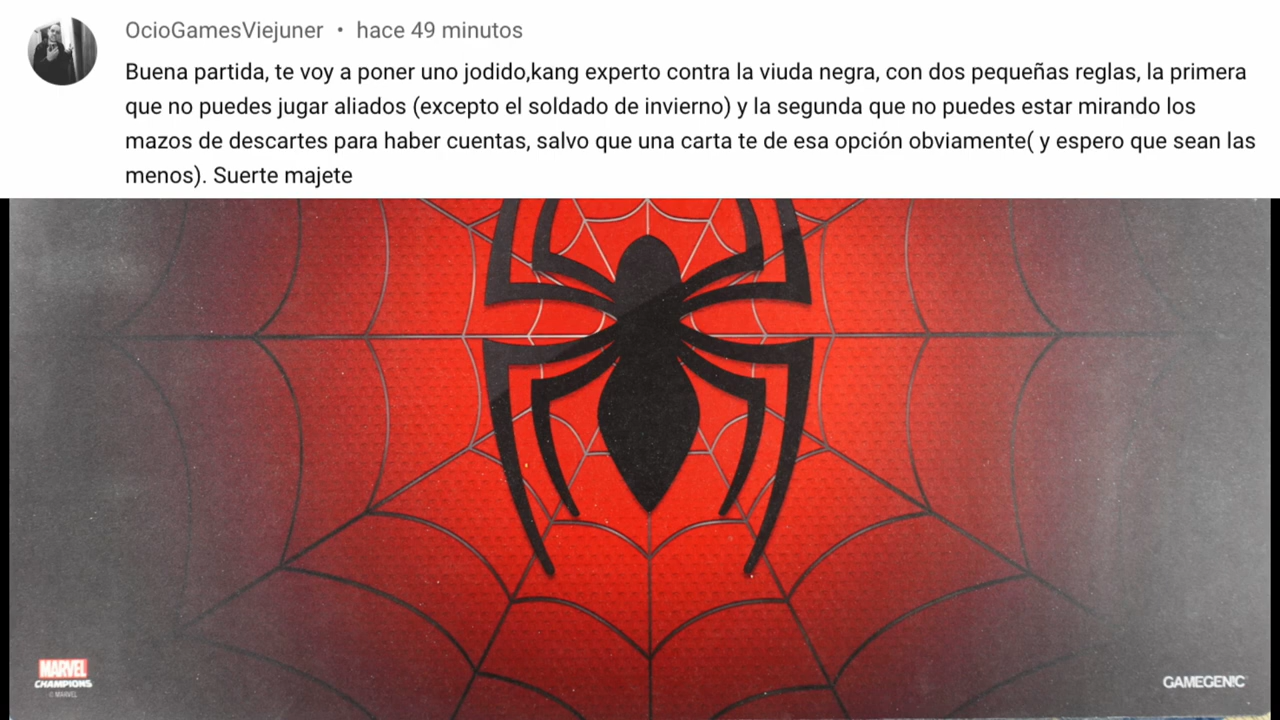 OcioGamesViejuner • hace 49 minutos
Buena partida, te voy a poner uno jodido,kang experto contra la viuda negra, con dos pequeñas reglas, la primera
que no puedes jugar aliados (excepto el soldado de invierno) y la segunda que no puedes estar mirando los
mazos de descartes para haber cuentas, salvo que una carta te de esa opción obviamente( y espero que sean las
menos). Suerte majete
MARVEL
CHAMPIONS
© MARVEL
GAMEGENIC